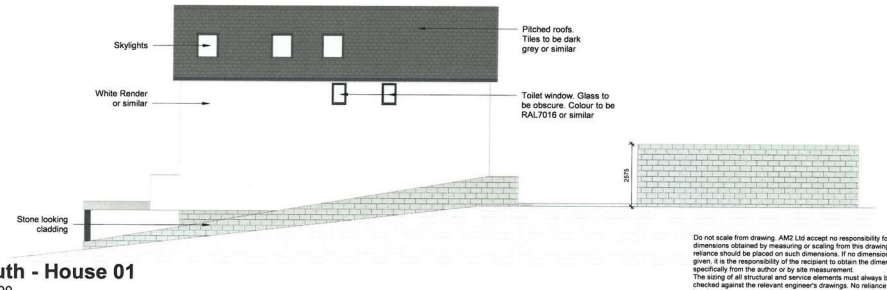 Skylights
Pitched roofs.
Tiles to be dark
grey or similar
White Render
or similar
Toilet window. Glass to
be obscure. Colour to be
RAL7016 or similar
2575
Stone looking
cladding
uth - House 01
Do not scale from drawing. AM2 Ltd accept no responsibility fo
dimensions obtained by measuring or scaling from this drawing
reliance should be placed on such dimensions. If no dimension
given, it is the responsibility of the recipient to obtain the dimen
specifically from the author or by site measurement.
The sizing of all structural and service elements must always b
checked against the relevant engineer's drawings. No reliance